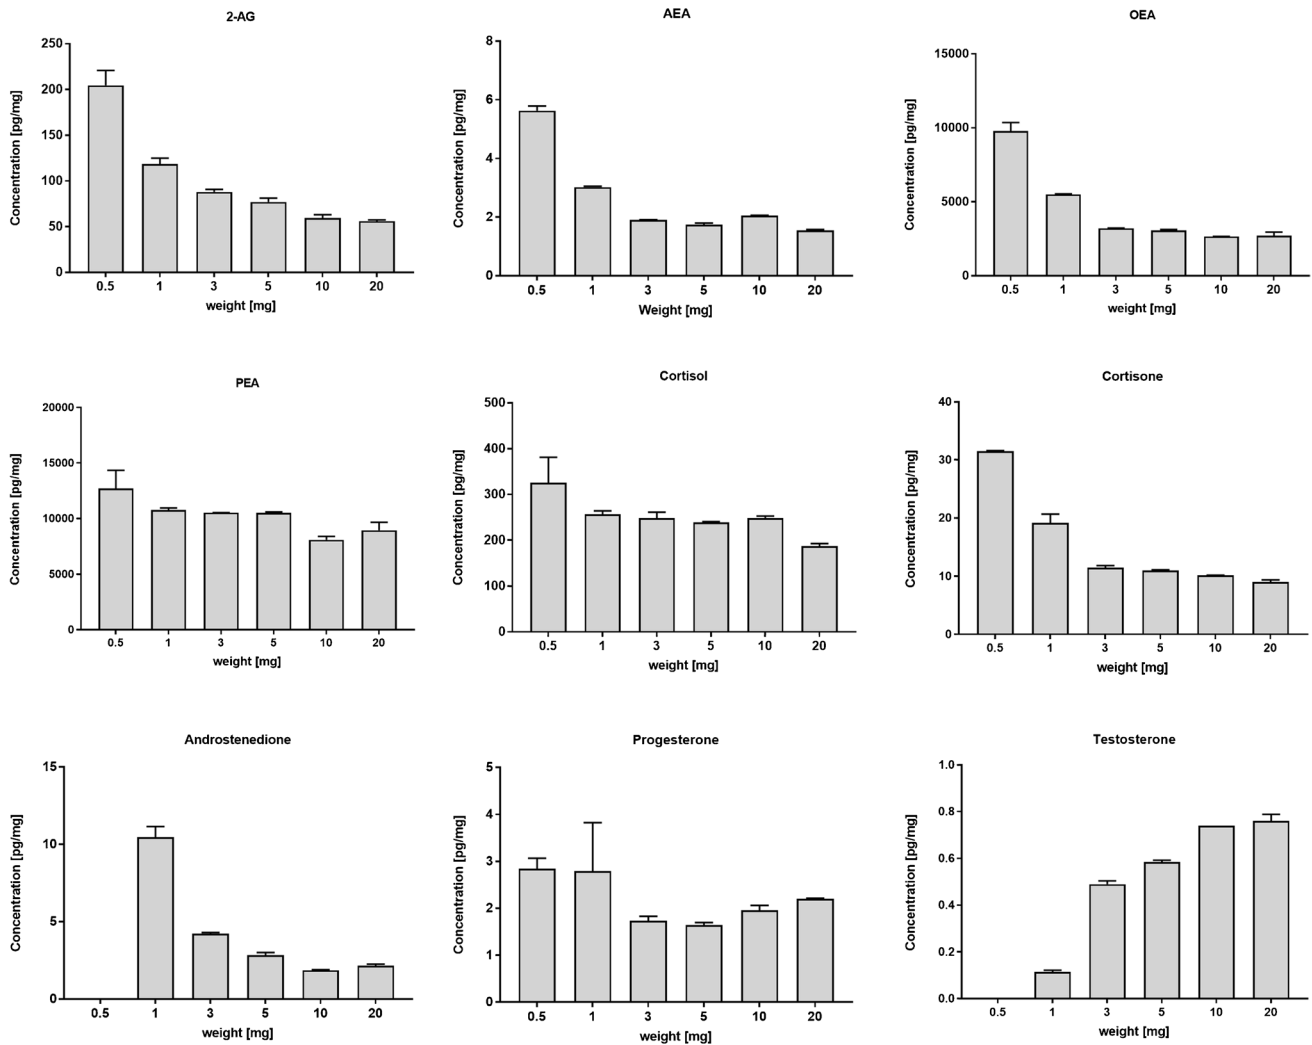 2-AG
Concentration [pg/mg]
250
200
150
100
50
0
0.5 1 3 5 10 20
weight [mg]
AEA
Concentration [pg/mg]
8
6
4
2
0
0.5 1 3 5 10 20
Weight [mg]
OEA
Concentration [pg/mg]
15000
10000
5000
0
0.5 1 3 5 10 20
weight [mg]
PEA
Concentration [pg/mg]
20000
15000
10000
5000
0
0.5 1 3 5 10 20
weight [mg]
Cortisol
Concentration [pg/mg]
500
400
300
200
100
0
0.5 1 3 5 10 20
weight [mg]
Cortisone
Concentration [pg/mg]
40
30
20
10
0
0.5 1 3 5 10 20
weight [mg]
Androstenedione
Concentration [pg/mg]
15
10
5
0
0.5 1 3 5 10 20
weight [mg]
Progesterone
Concentration [pg/mg]
5
4
3
2
1
0
0.5 1 3 5 10 20
weight [mg]
Testosterone
Concentration [pg/mg]
1.0
0.8
0.6
0.4
0.2
0.0
0.5 1 3 5 10 20
weight [mg]